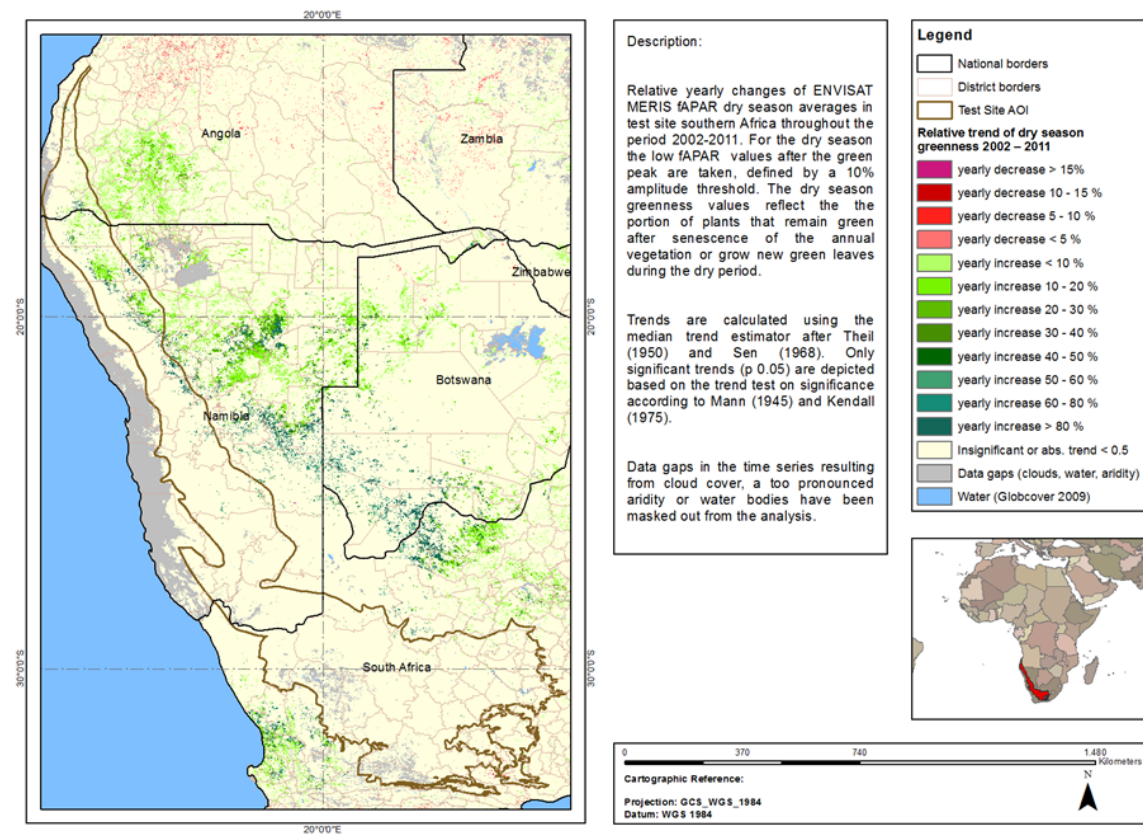 20°0'0"E
20°0'0"S
30°0'0"S
Angola
Zambia
Zimbabwe
Botswana
Namibia
South Africa
20°0'0"S
30°0'0"S
20°0'0"E
Description:
Relative yearly changes of ENVISAT
MERIS fAPAR dry season averages in
test site southern Africa throughout the
period 2002-2011. For the dry season
the low fAPAR values after the green
peak are taken, defined by a 10%
amplitude threshold. The dry season
greenness values reflect the the
portion of plants that remain green
after senescence of the annual
vegetation or grow new green leaves
during the dry period.
Trends are calculated using the
median trend estimator after Theil
(1950) and Sen (1968). Only
significant trends (p 0.05) are depicted
based on the trend test on significance
according to Mann (1945) and Kendall
(1975).
Data gaps in the time series resulting
from cloud cover, a too pronounced
aridity or water bodies have been
masked out from the analysis.
Legend
National borders
District borders
Test Site AOI
Relative trend of dry season
greenness 2002 – 2011
yearly decrease > 15%
yearly decrease 10 - 15 %
yearly decrease 5 - 10 %
yearly decrease < 5 %
yearly increase < 10 %
yearly increase 10 - 20 %
yearly increase 20 - 30 %
yearly increase 30 - 40 %
yearly increase 40 - 50 %
yearly increase 50 - 60 %
yearly increase 60 - 80 %
yearly increase > 80 %
Insignificant or abs. trend < 0.5
Data gaps (clouds, water, aridity)
Water (Globcover 2009)
0 370 740 1.480
Kilometers
Cartographic Reference:
N
Projection: GCS_WGS_1984
Datum: WGS 1984